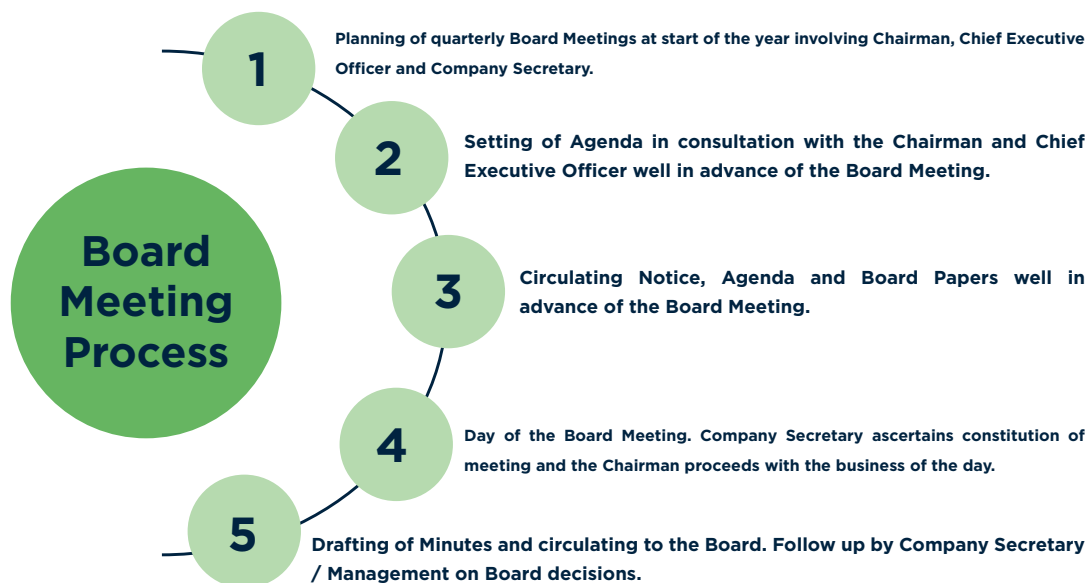 1
Planning of quarterly Board Meetings at start of the year involving Chairman, Chief Executive
Officer and Company Secretary.
2
Setting of Agenda in consultation with the Chairman and Chief
Executive Officer well in advance of the Board Meeting.
Board
Meeting
Process
3
Circulating Notice, Agenda and Board Papers well in
advance of the Board Meeting.
4
Day of the Board Meeting. Company Secretary ascertains constitution of
meeting and the Chairman proceeds with the business of the day.
5
Drafting of Minutes and circulating to the Board. Follow up by Company Secretary
/ Management on Board decisions.